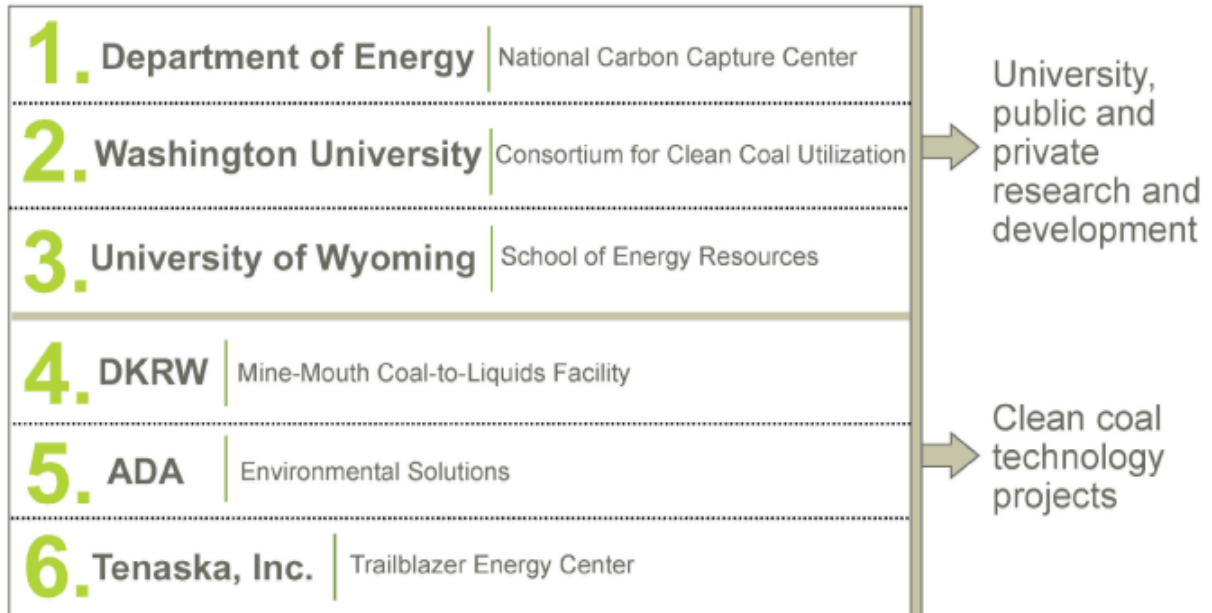 1. Department of Energy National Carbon Capture Center
2. Washington University Consortium for Clean Coal Utilization
3. University of Wyoming School of Energy Resources
University,
public and
private
research and
development
4. DKRW Mine-Mouth Coal-to-Liquids Facility
5. ADA Environmental Solutions
6. Tenaska, Inc. Trailblazer Energy Center
Clean coal
technology
projects